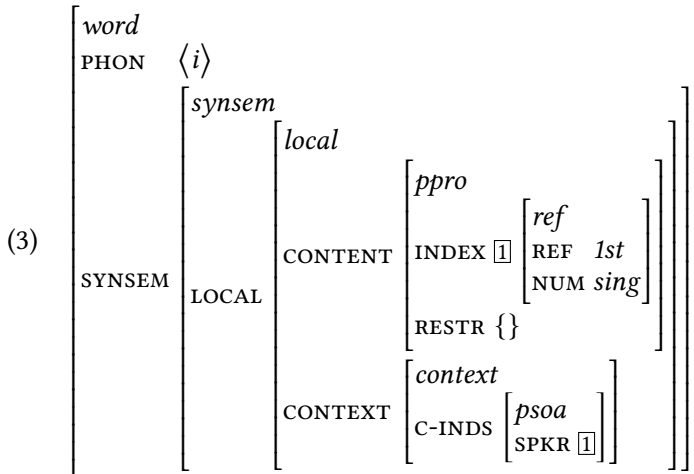 (3)
word
PHON ⟨i⟩
synsem
local
ppro
ref
INDEX 1 REF 1st
CONTENT
NUM sing
SYNSEM LOCAL
RESTR {}
context
CONTEXT C-INDS psoa
SPKR 1